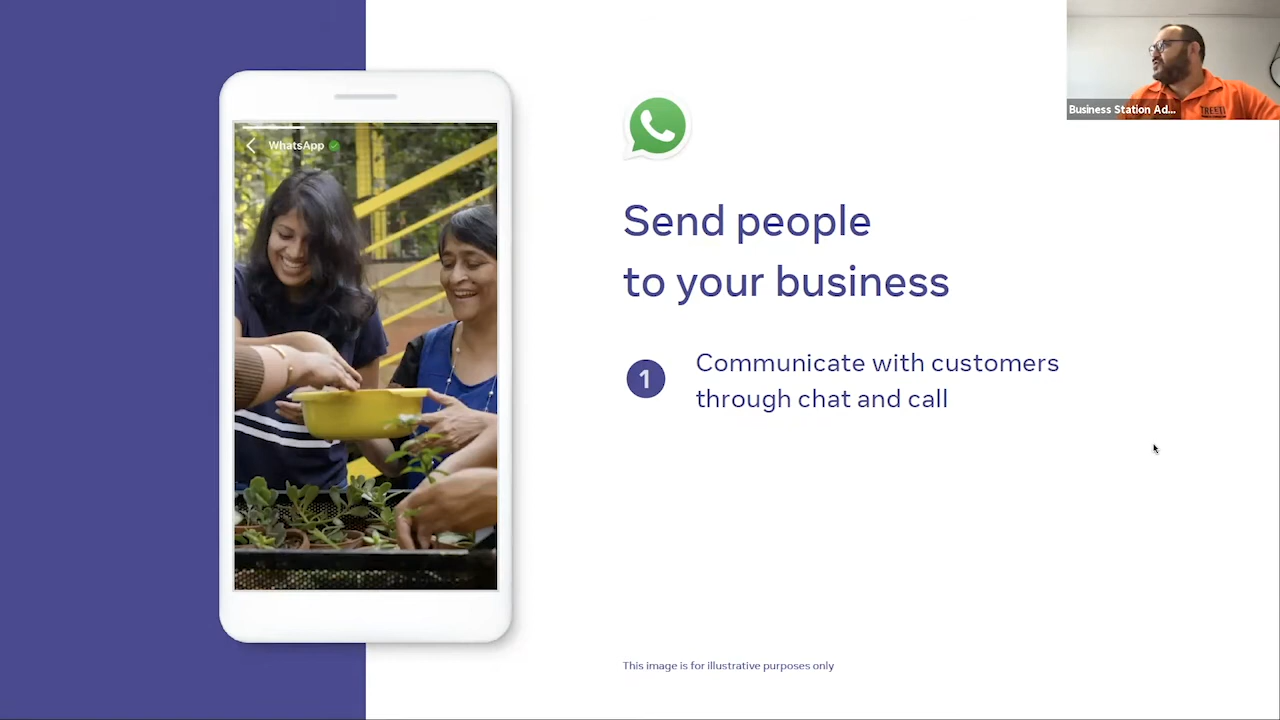 WhatsApp
Send people
to your business
1
Communicate with customers
through chat and call
This image is for illustrative purposes only
Business Station Ad...